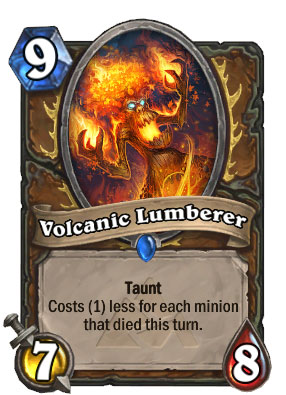 9
Volcanic Lumberer
Taunt
Costs (1) less for each minion
that died this turn.
7
8